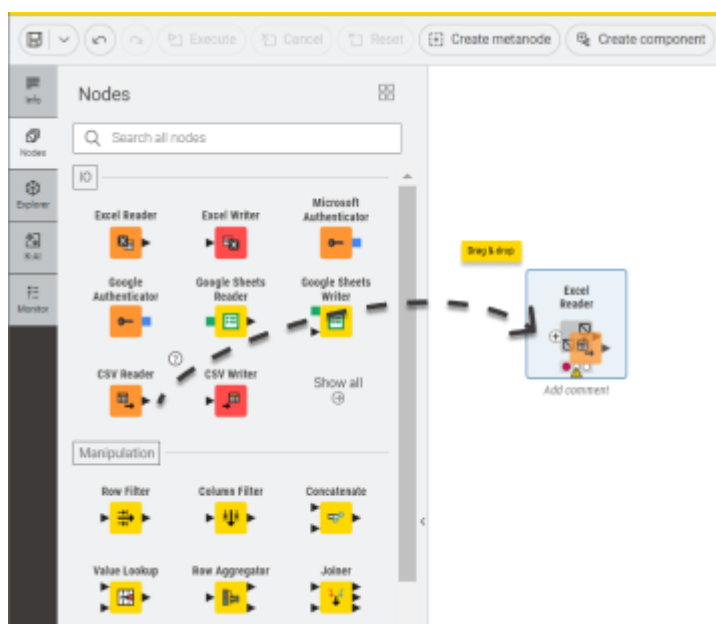 Execute
Cancel
Reset
Create metanode
Create component
Info
Nodes
Explorer
K-AI
Monitor
Nodes
Search all nodes
IO
Excel Reader
Excel Writer
Microsoft
Authenticator
Google
Authenticator
Google Sheets
Reader
Google Sheets
Writer
CSV Reader
CSV Writer
Show all
Manipulation
Row Filter
Column Filter
Concatenate
Value Lookup
Row Aggregator
Joiner
Drag & drop
Excel
Reader
Add comment